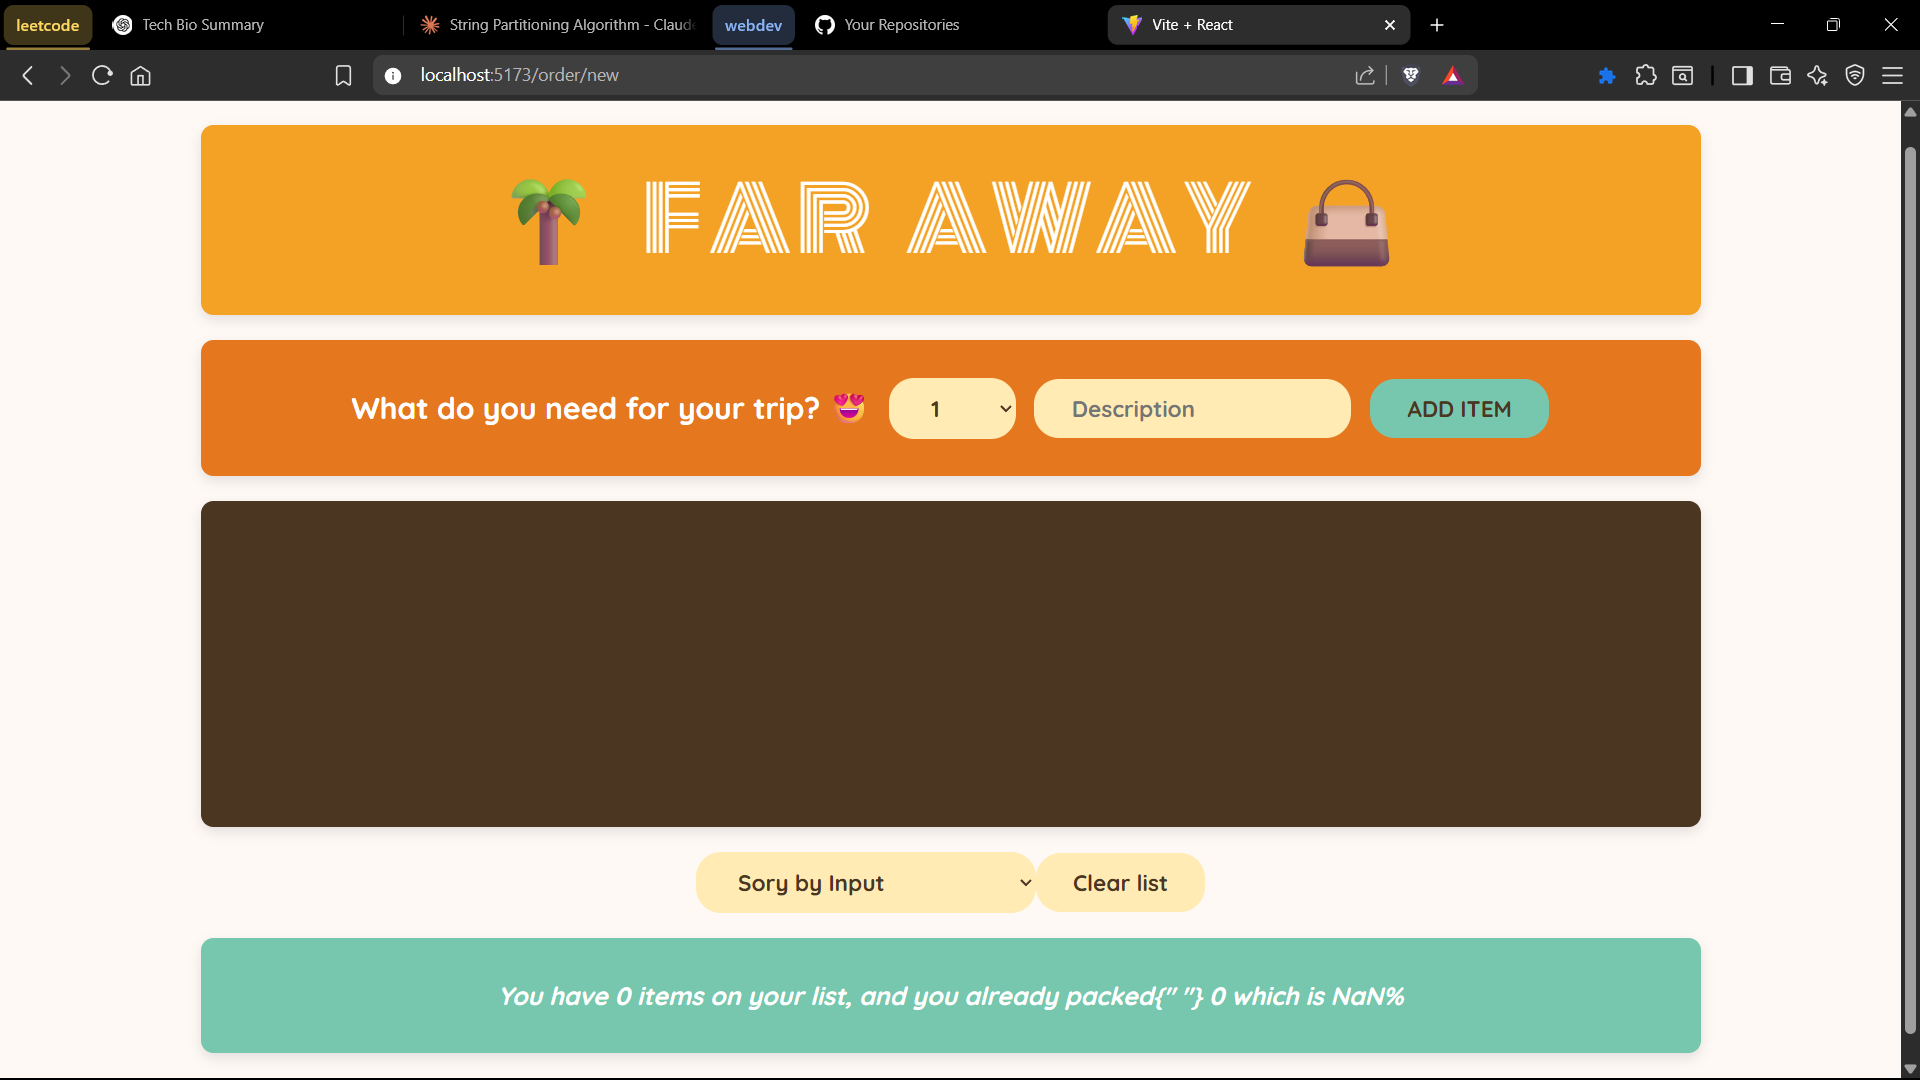 leetcode
Tech Bio Summary
String Partitioning Algorithm - Claude
webdev
Your Repositories
Vite + React
localhost:5173/order/new
FAR AWAY
What do you need for your trip? 😍
1
Description
ADD ITEM
Sory by Input
Clear list
You have 0 items on your list, and you already packed{" "} 0 which is NaN%